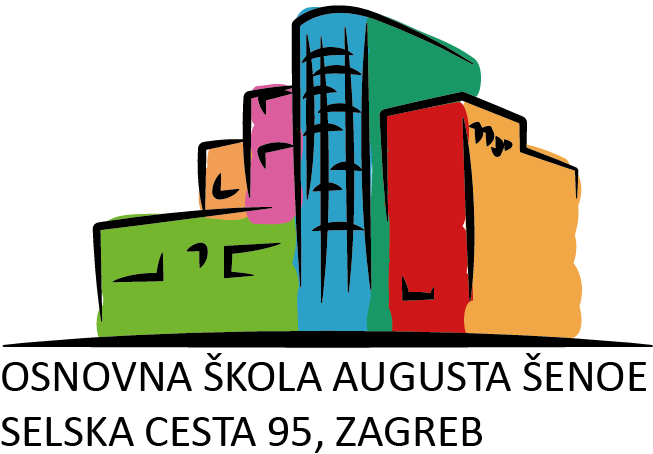 OSNOVNA ŠKOLA AUGUSTA ŠENOE
SELSKA CESTA 95, ZAGREB